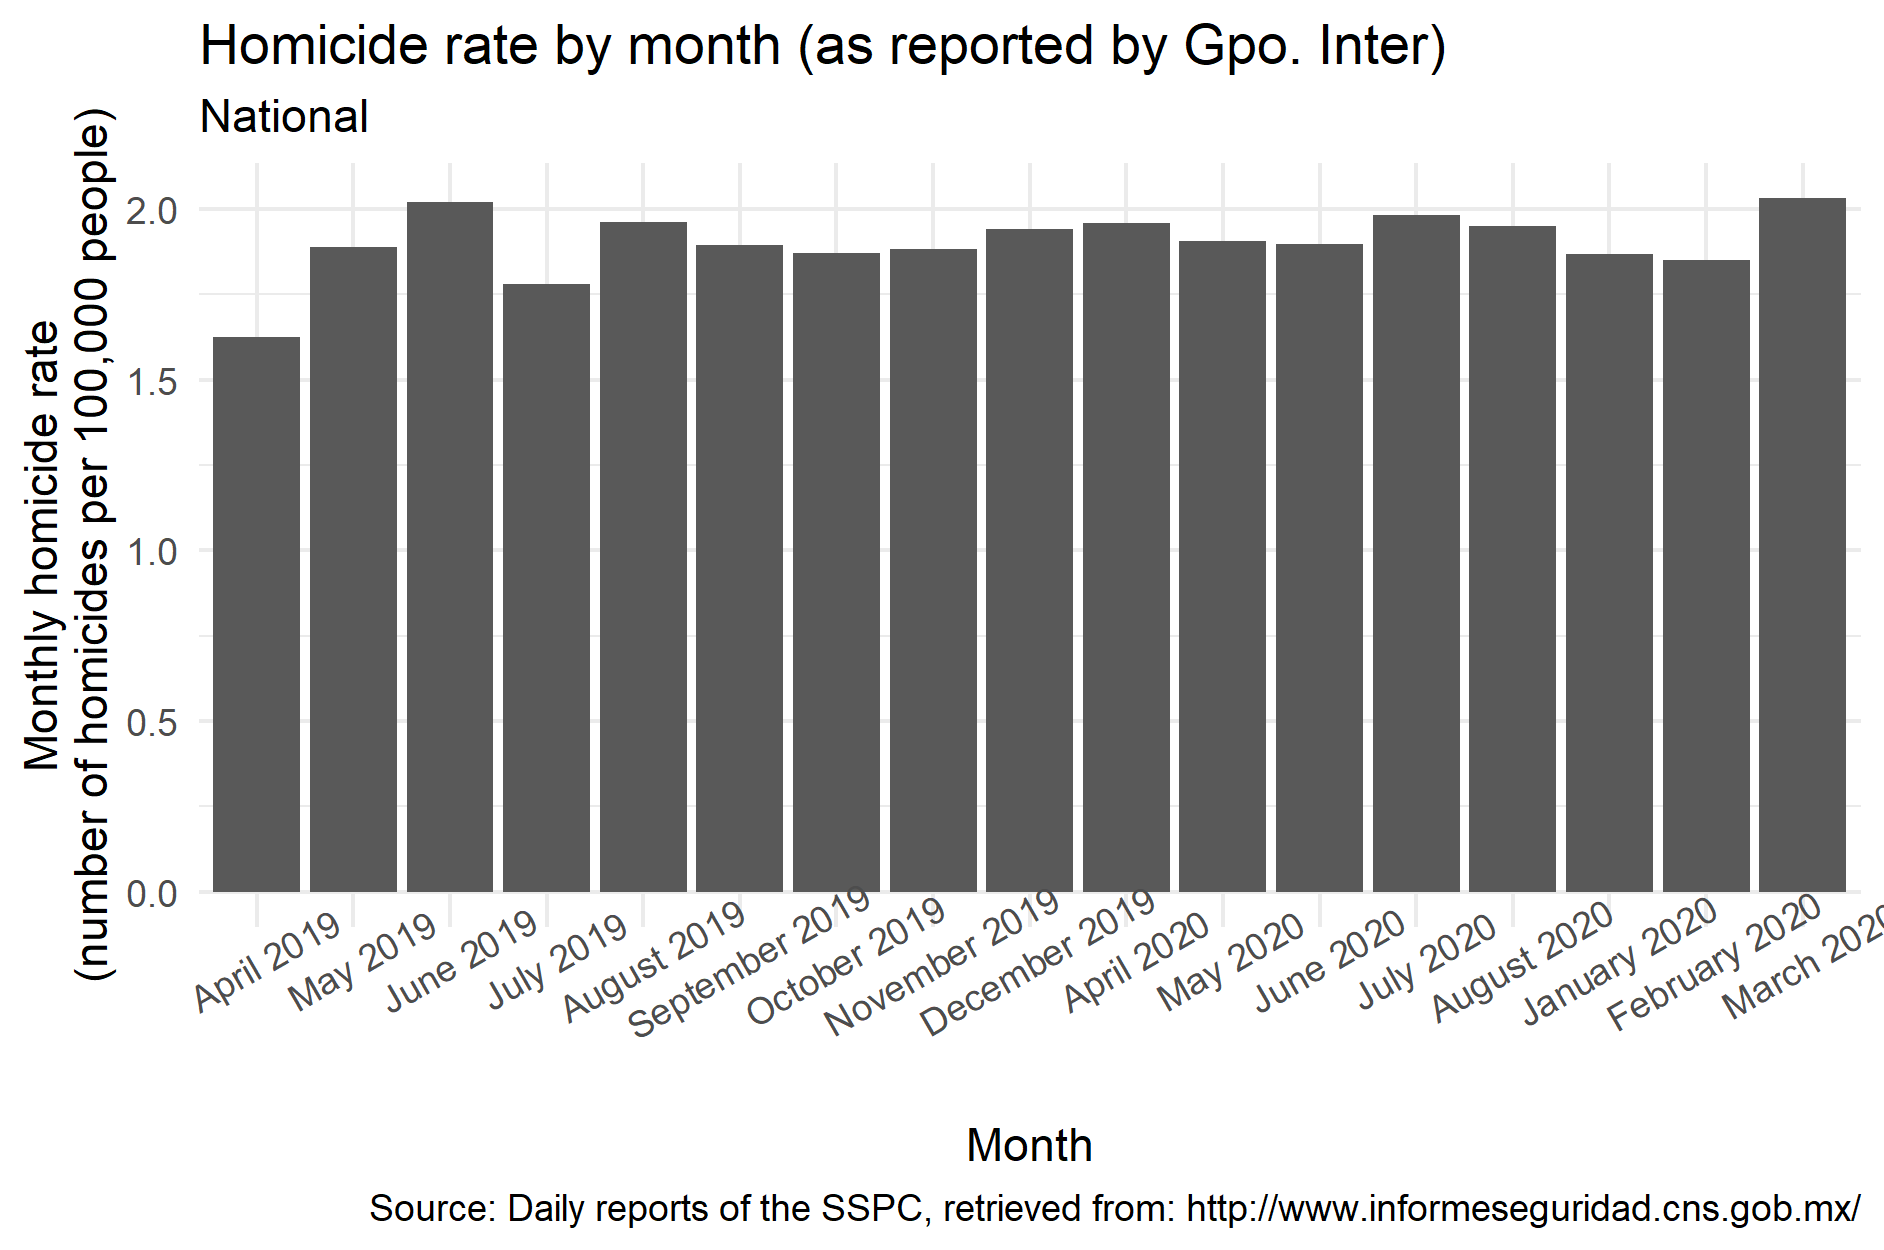 Homicide rate by month (as reported by Gpo. Inter)
National
Monthly homicide rate
(number of homicides per 100,000 people)
2.0
1.5
1.0
0.5
0.0
April 2019
May 2019
June 2019
July 2019
August 2019
September 2019
October 2019
November 2019
December 2019
April 2020
May 2020
June 2020
July 2020
August 2020
January 2020
February 2020
March 2020
Month
Source: Daily reports of the SSPC, retrieved from: http://www.informeseguridad.cns.gob.mx/